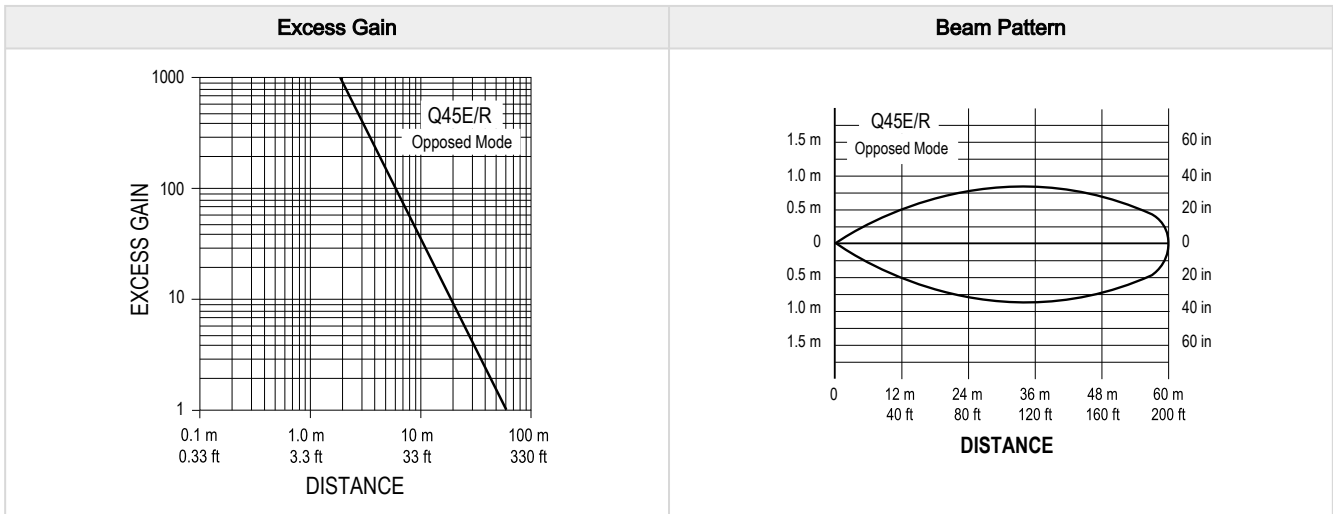 Excess Gain
Beam Pattern
1000
100
10
1
EXCESS GAIN
Q45E/R
Opposed Mode
0.1 m 1.0 m 10 m 100 m
0.33 ft 3.3 ft 33 ft 330 ft
DISTANCE
Q45E/R
Opposed Mode
1.5 m 60 in
1.0 m 40 in
0.5 m 20 in
0 0
0.5 m 20 in
1.0 m 40 in
1.5 m 60 in
0 12 m 24 m 36 m 48 m 60 m
40 ft 80 ft 120 ft 160 ft 200 ft
DISTANCE